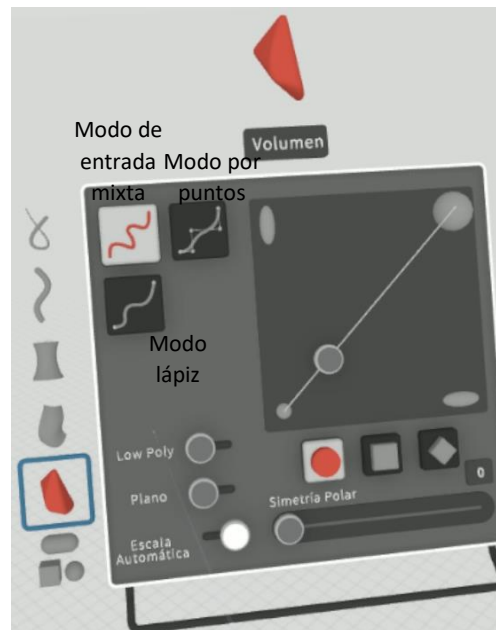 Volumen
Modo de
entrada
mixta
Modo por
puntos
Modo
lápiz
Low Poly
Plano
Escala
Automática
Simetría Polar
0